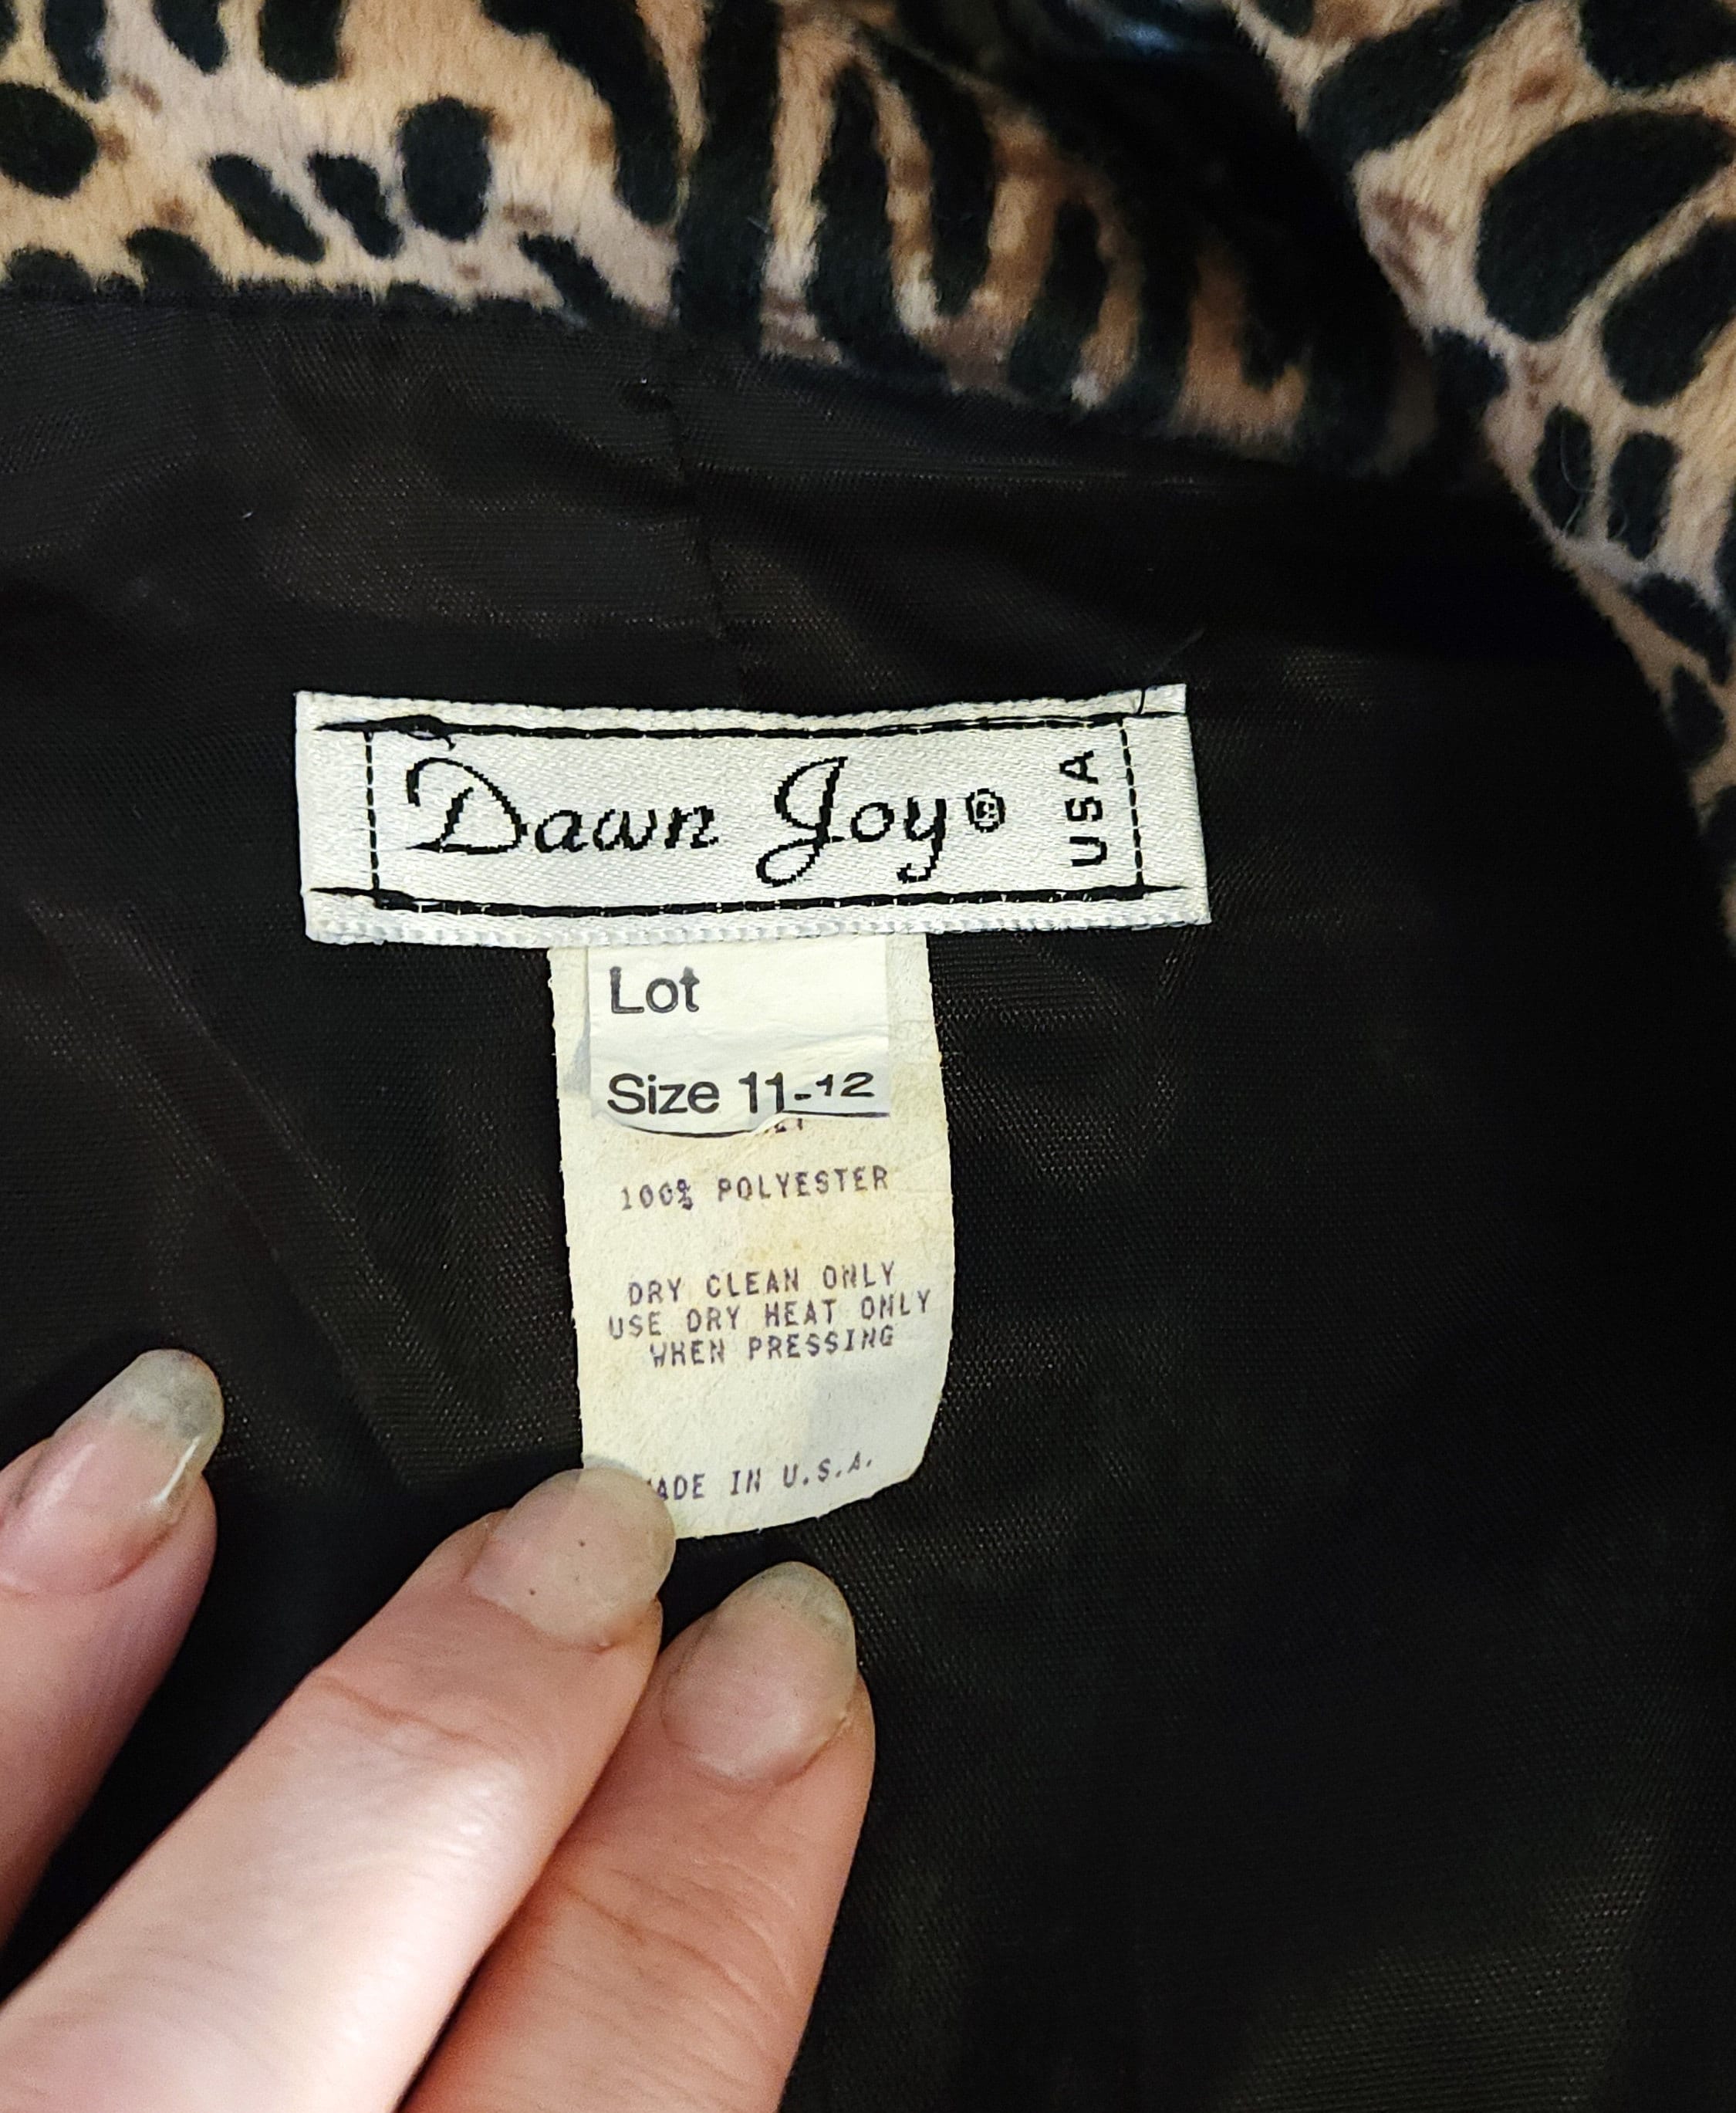 Dawn Joy® USA
Lot
Size 11-12
100% POLYESTER
DRY CLEAN ONLY
USE DRY HEAT ONLY
WHEN PRESSING
ADE IN U.S.A.